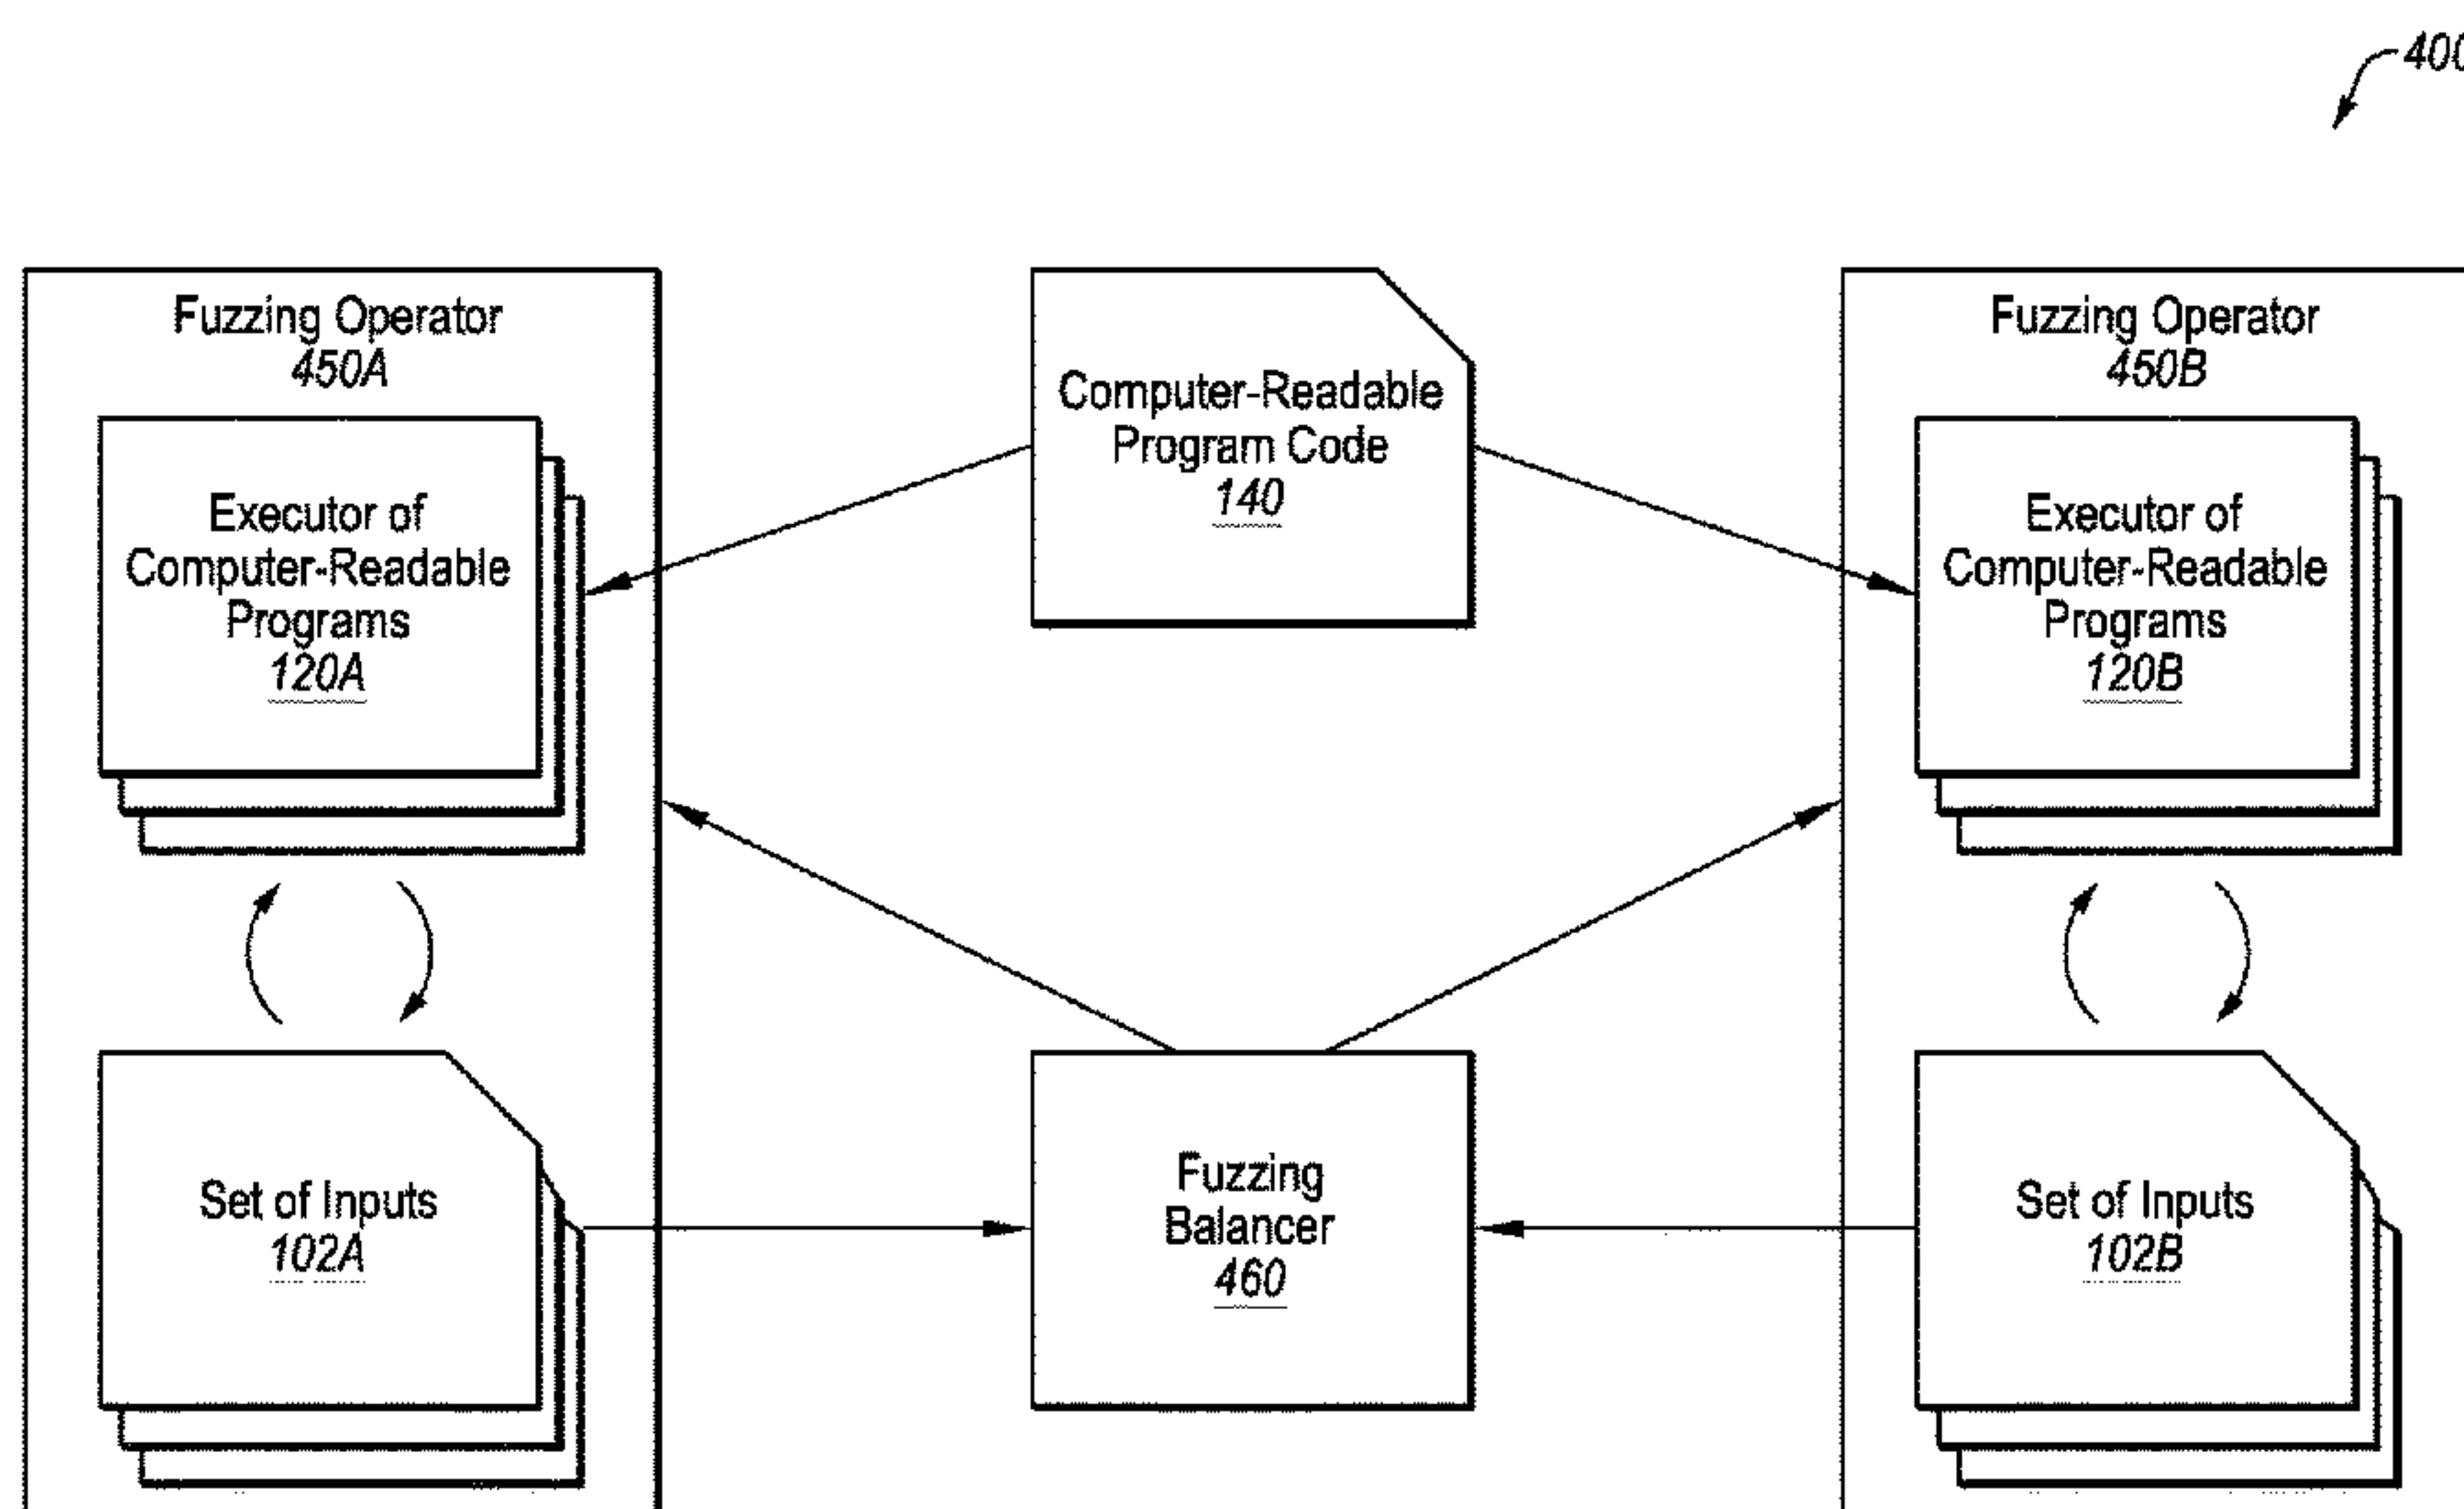 400
Fuzzing Operator
450A
Executor of
Computer-Readable
Programs
120A
Set of Inputs
102A
Computer-Readable
Program Code
140
Fuzzing
Balancer
460
Fuzzing Operator
450B
Executor of
Computer-Readable
Programs
120B
Set of Inputs
102B